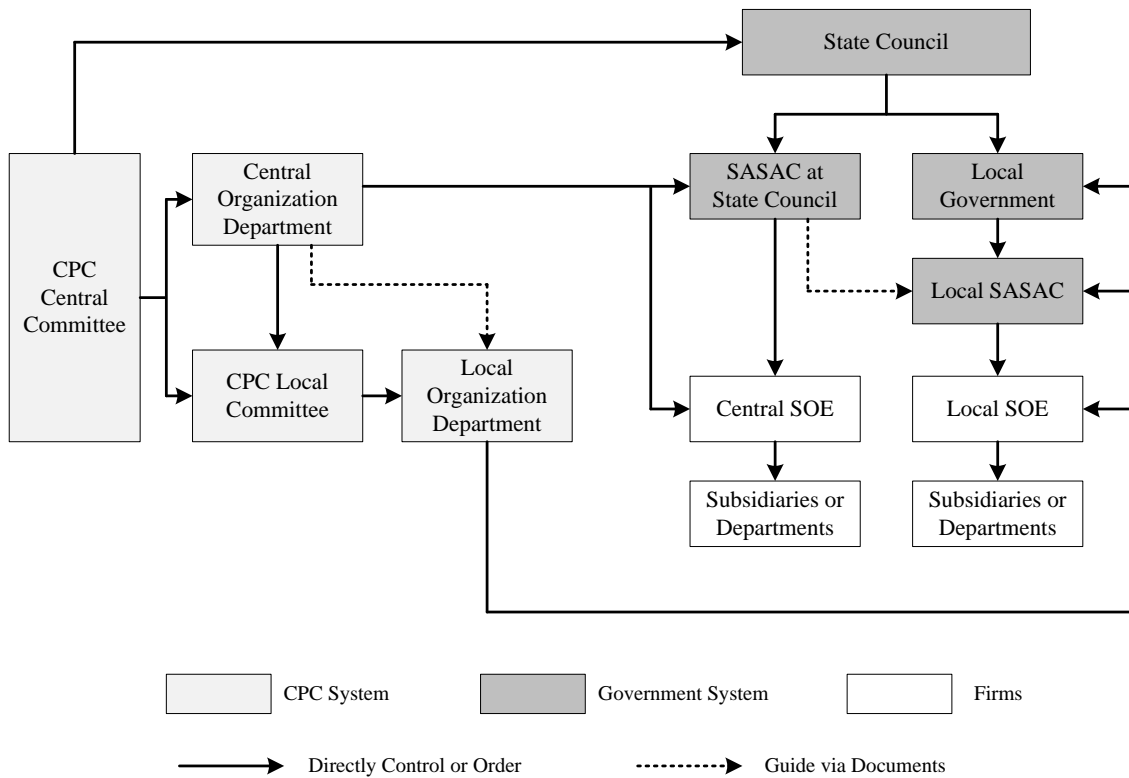 State Council
CPC
Central
Committee
Central
Organization
Department
SASAC at
State Council
Local
Government
Local SASAC
CPC Local
Committee
Local
Organization
Department
Central SOE
Local SOE
Subsidiaries or
Departments
Subsidiaries or
Departments
CPC System
Government System
Firms
Directly Control or Order
Guide via Documents